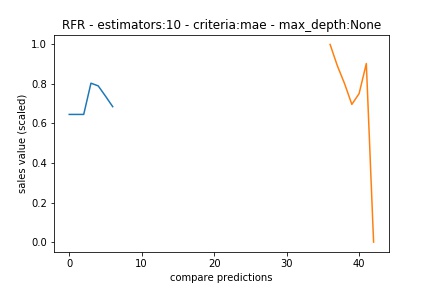 RFR - estimators:10 - criteria:mae - max_depth:None
1.0
0.8
0.6
0.4
0.2
0.0
sales value (scaled)
0 10 20 30 40
compare predictions